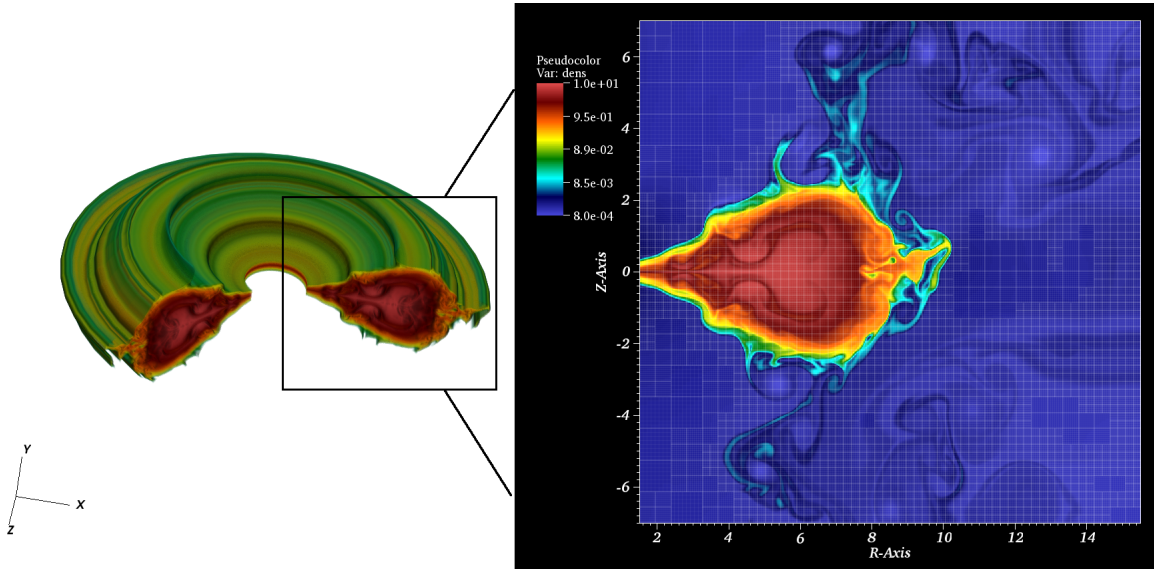 Pseudocolor
Var: dens
1.0e+01
9.5e-01
8.9e-02
8.5e-03
8.0e-04
6
4
2
0
-2
-4
-6
Z-Axis
2 4 6 8 10 12 14
R-Axis
Y
X
Z